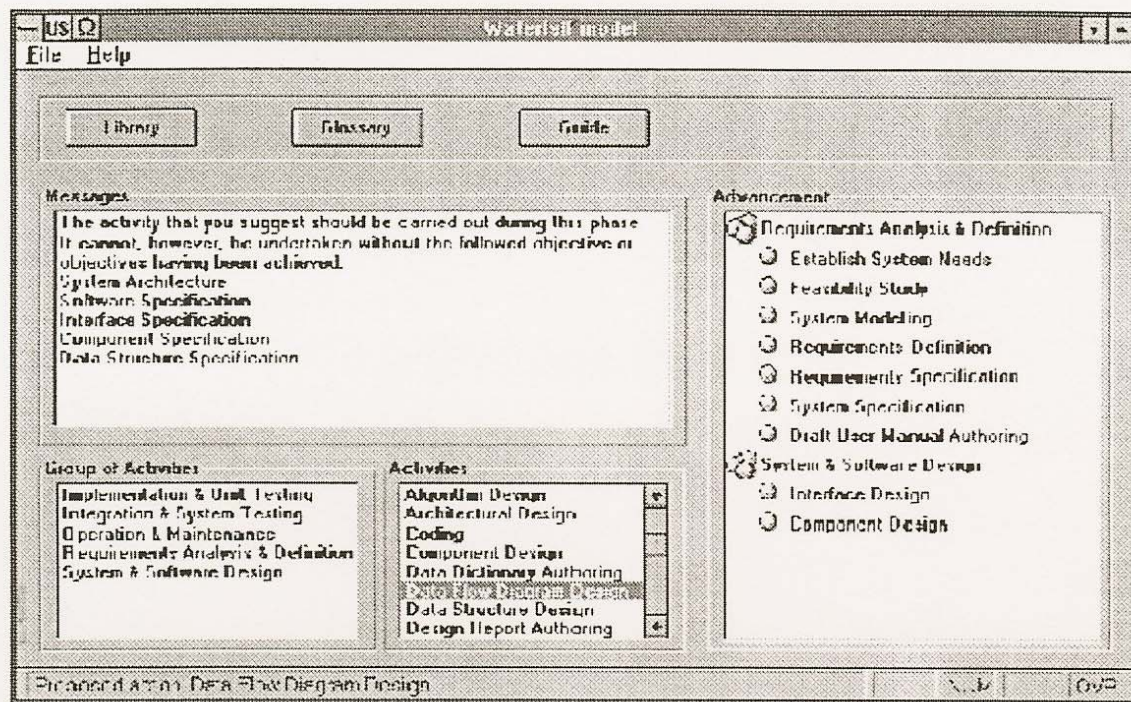 US Ω Waterfall model
File Help
Library Glossary Guide
Messages
The activity that you suggest should be carried out during this phase
It cannot, however, be undertaken without the followed objective or
objectives having been achieved.
System Architecture
Software Specification
Interface Specification
Component Specification
Data Structure Specification
Group of Activities
Implementation & Unit Testing
Integration & System Testing
Operation & Maintenance
Requirements Analysis & Definition
System & Software Design
Activities
Algorithm Design
Architectural Design
Coding
Component Design
Data Dictionary Authoring
Data Flow Diagram Design
Data Structure Design
Design Report Authoring
Advancement
Requirements Analysis & Definition
Establish System Needs
Feasibility Study
System Modeling
Requirements Definition
Requirements Specification
System Specification
Draft User Manual Authoring
System & Software Design
Interface Design
Component Design
Proposed action: Data Flow Diagram Design